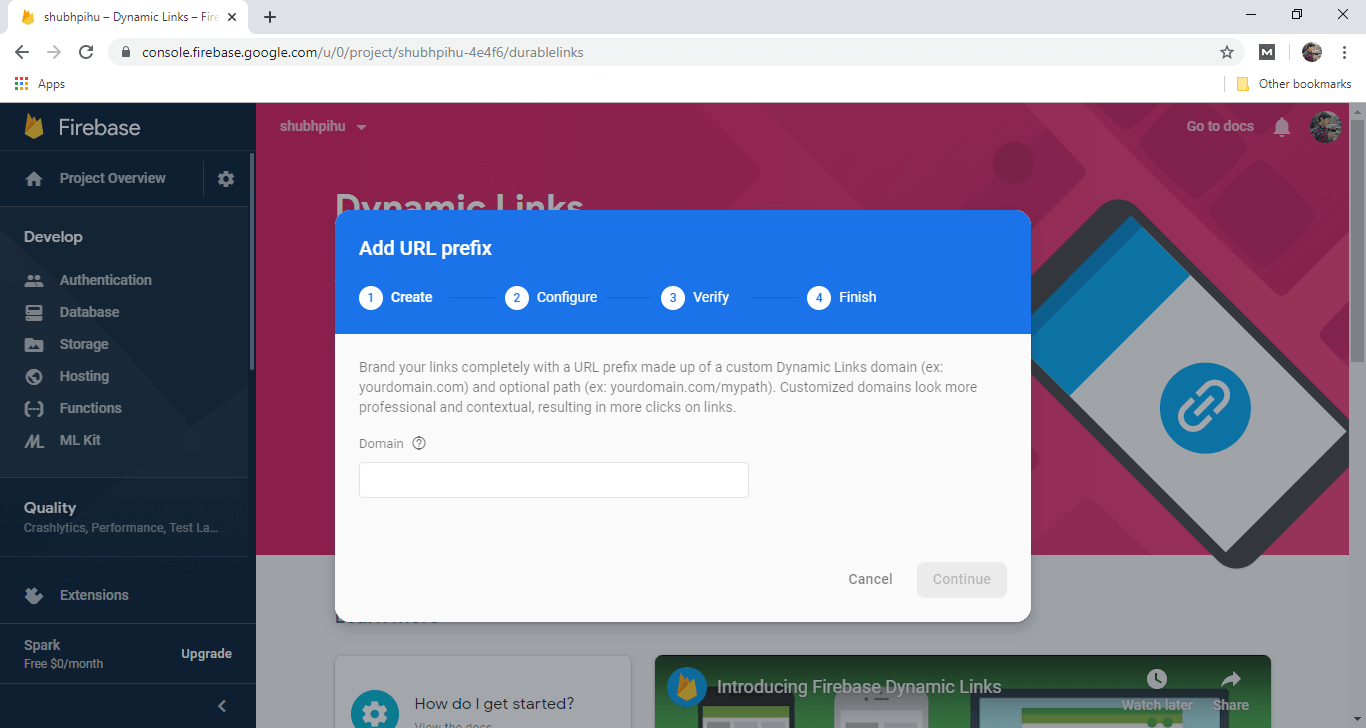 shubhpihu – Dynamic Links – Fire
console.firebase.google.com/u/0/project/shubhpihu-4e4f6/durablelinks
M
Apps
Other bookmarks
Firebase
shubhpihu
Go to docs
Project Overview
Dynamic Links
Develop
Authentication
Database
Storage
Hosting
Functions
ML Kit
Quality
Crashlytics, Performance, Test La...
Extensions
Spark
Free $0/month
Upgrade
Add URL prefix
1 Create
2 Configure
3 Verify
4 Finish
Brand your links completely with a URL prefix made up of a custom Dynamic Links domain (ex:
yourdomain.com) and optional path (ex: yourdomain.com/mypath). Customized domains look more
professional and contextual, resulting in more clicks on links.
Domain ?
Cancel
Continue
Learn more
How do I get started?
View the docs
Introducing Firebase Dynamic Links
Watch later
Share